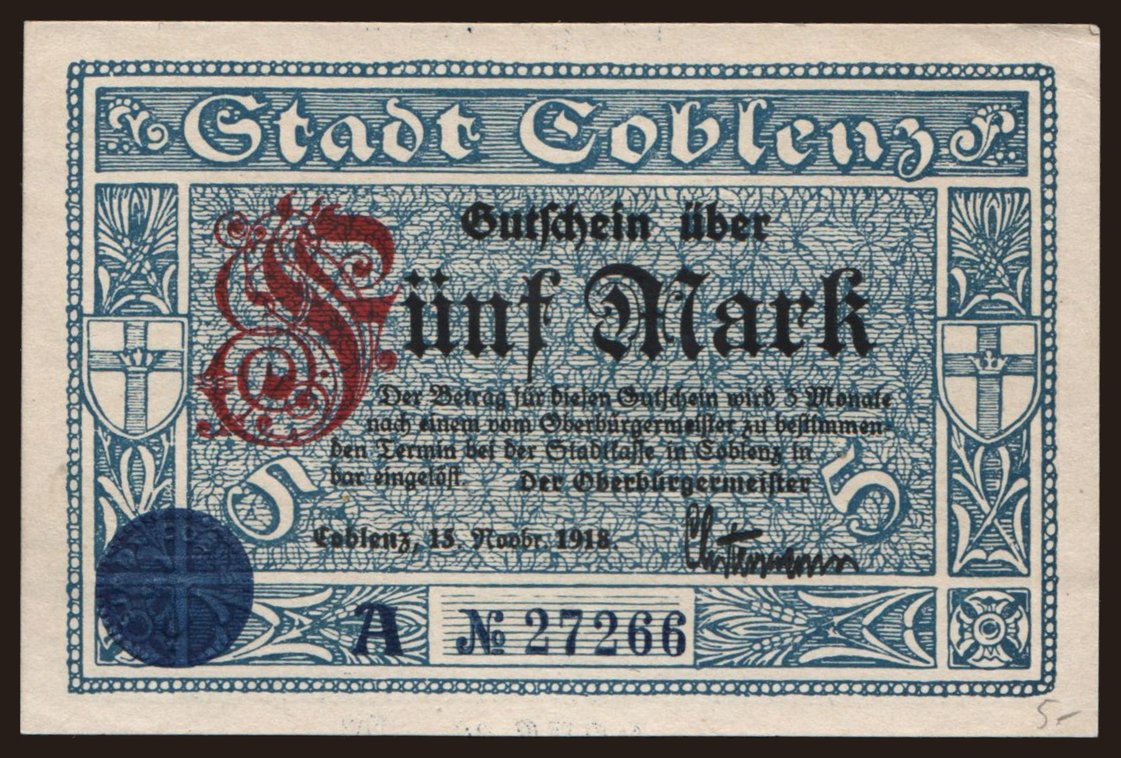 Stadt Coblenz
Gutschein über
Fünf Mark
Der Betrag für diesen Gutschein wird 3 Monate
nach einem vom Oberbürgermeister zu bestimmen-
den Termin bei der Stadtkasse in Coblenz in
bar eingelöst. Der Oberbürgermeister
5 5
Coblenz, 15. Novbr. 1918.
A № 27266
5.-